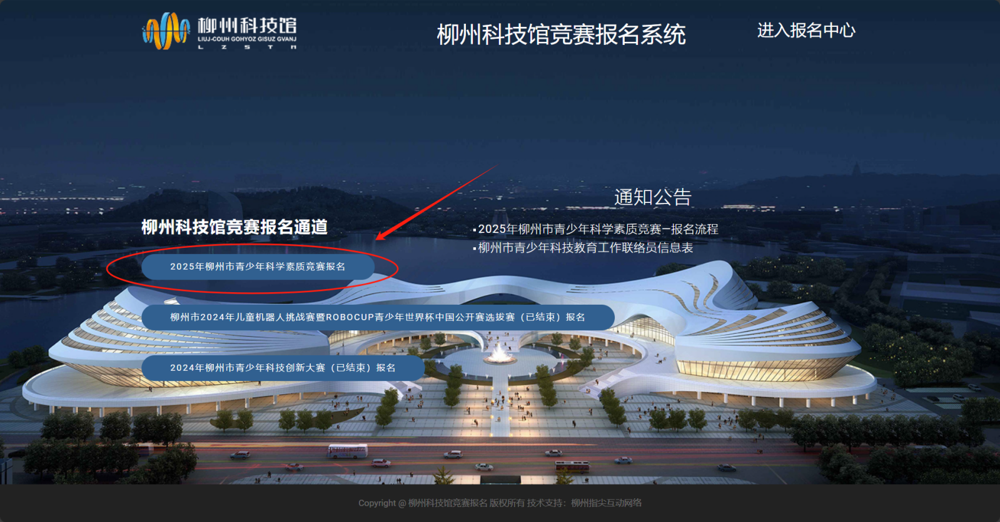 柳州科技馆
LIUJ-COUH GOHYOZ GISUZ GVANJ
LZSTM
柳州科技馆竞赛报名系统
进入报名中心
通知公告
2025年柳州市青少年科学素质竞赛—报名流程
柳州市青少年科技教育工作联络员信息表
柳州科技馆竞赛报名通道
2025年柳州市青少年科学素质竞赛报名
柳州市2024年儿童机器人挑战赛暨ROBOCUP青少年世界杯中国公开赛选拔赛（已结束）报名
2024年柳州市青少年科技创新大赛（已结束）报名
Copyright @ 柳州科技馆竞赛报名 版权所有 技术支持：柳州指尖互动网络